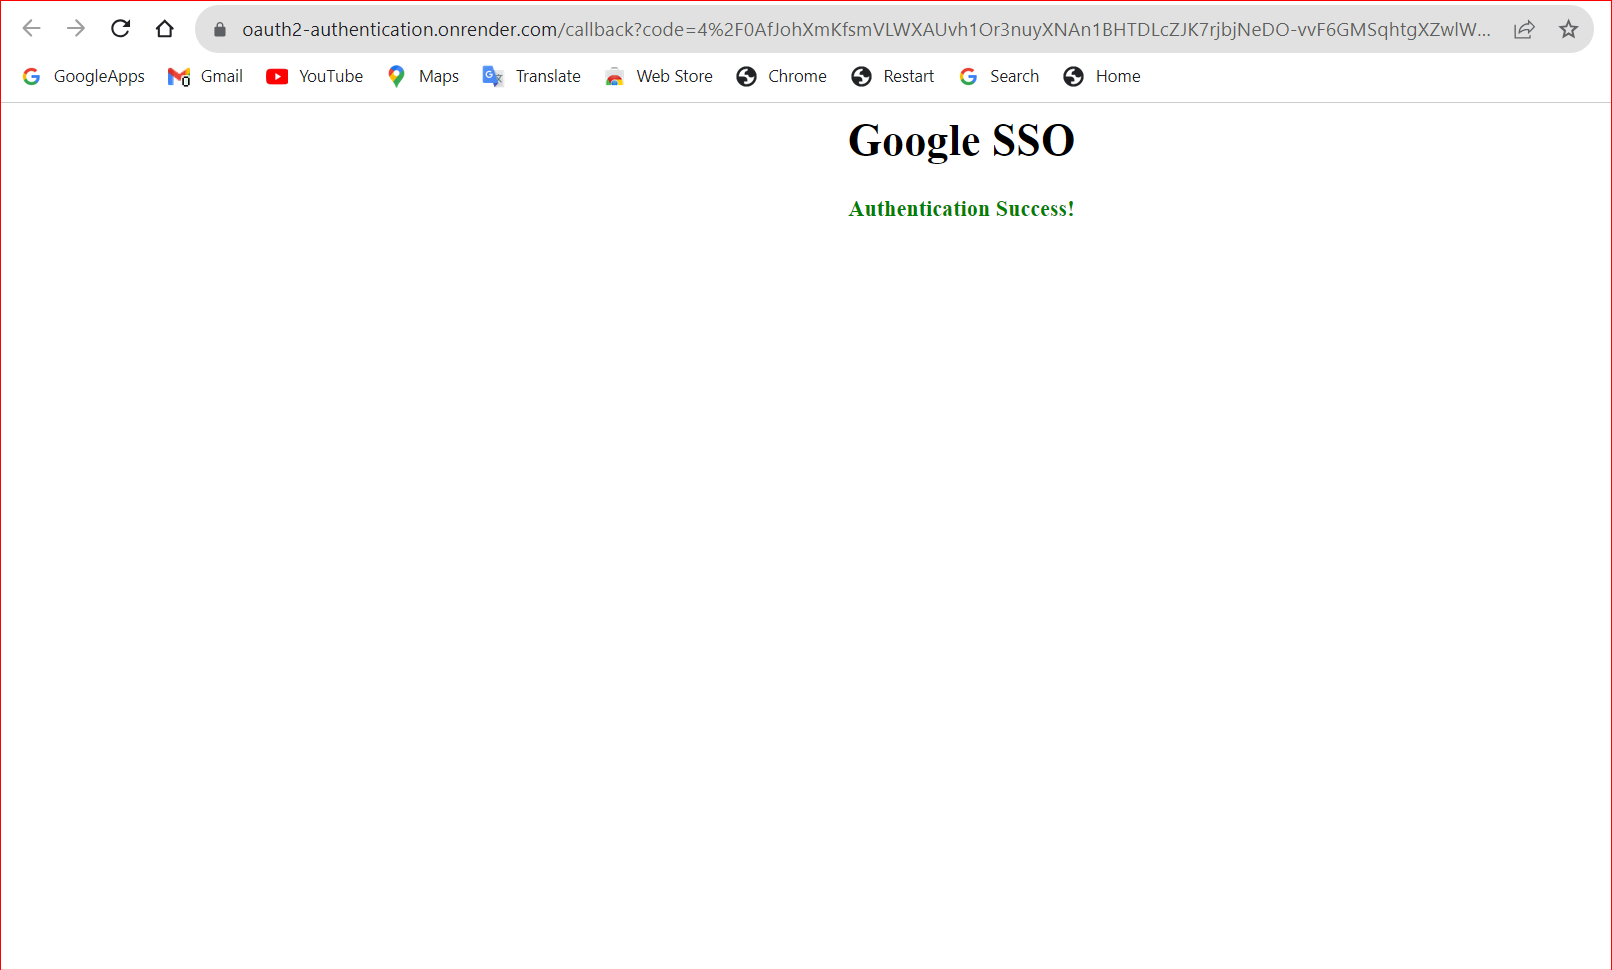 oauth2-authentication.onrender.com/callback?code=4%2F0AfJohXmKfsmVLWXAUvh1Or3nuyXNAn1BHTDLcZJK7rjbjNeDO-vvF6GMSqhtgXZwlW...
GoogleApps Gmail YouTube Maps Translate Web Store Chrome Restart Search Home
Google SSO
Authentication Success!